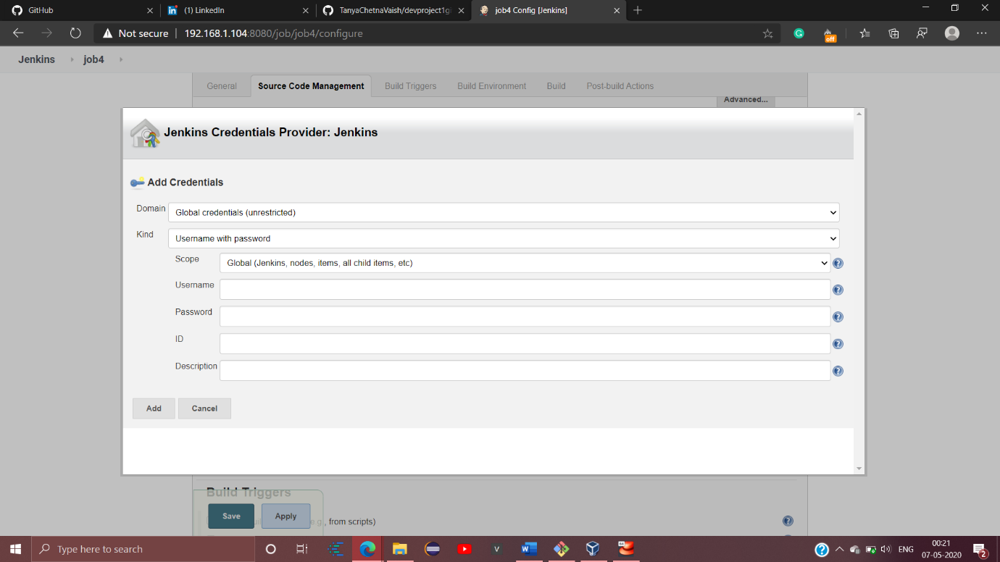 GitHub
(1) LinkedIn
TanyaChetnaVaish/devproject1gi
job4 Config [Jenkins]
Not secure
192.168.1.104:8080/job/job4/configure
off
Jenkins
job4
General
Source Code Management
Build Triggers
Build Environment
Build
Post-build Actions
Advanced...
Jenkins Credentials Provider: Jenkins
Add Credentials
Domain
Global credentials (unrestricted)
Kind
Username with password
Scope
Global (Jenkins, nodes, items, all child items, etc)
Username
Password
ID
Description
Add
Cancel
Build Triggers
Save
Apply
, from scripts)
Type here to search
V
64
ENG
00:21
07-05-2020
2